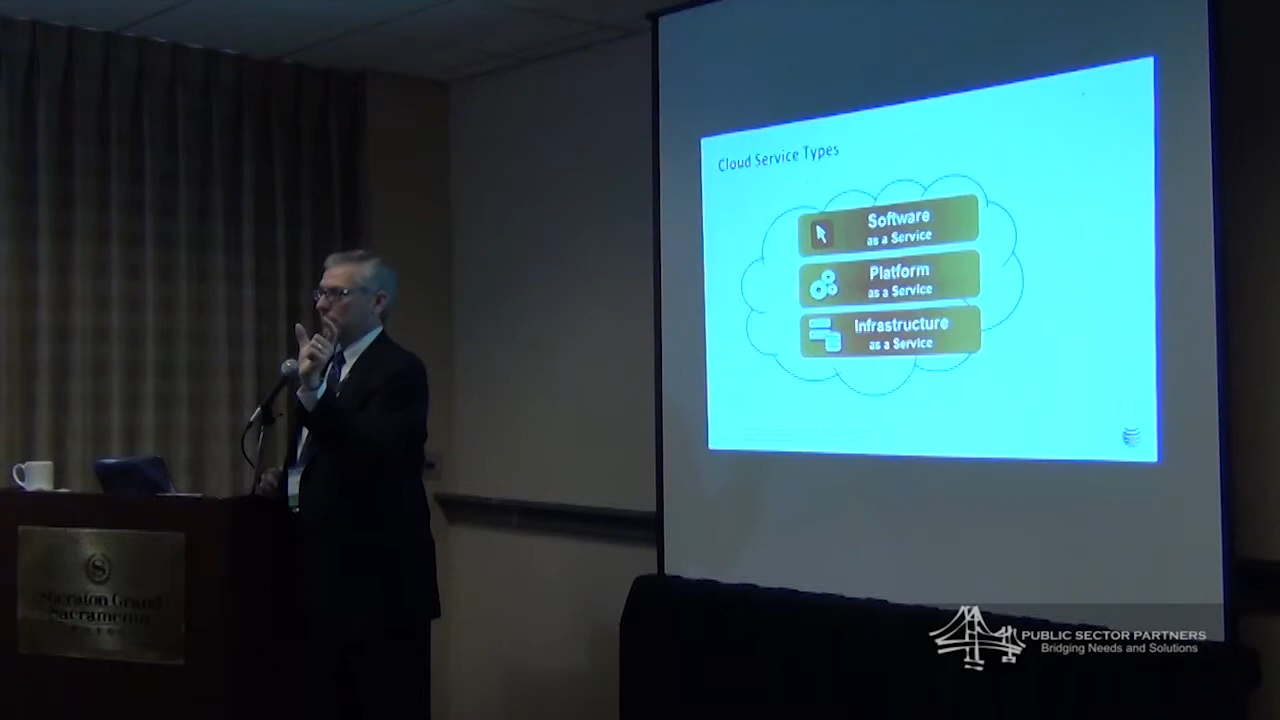 Cloud Service Types
Software
as a Service
Platform
as a Service
Infrastructure
as a Service
Sheraton Grand
Sacramento
PUBLIC SECTOR PARTNERS
Bridging Needs and Solutions